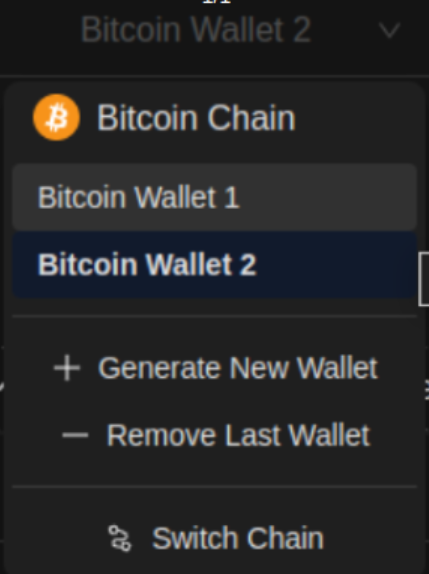 Bitcoin Wallet 2
Bitcoin Chain
Bitcoin Wallet 1
Bitcoin Wallet 2
Generate New Wallet
Remove Last Wallet
Switch Chain